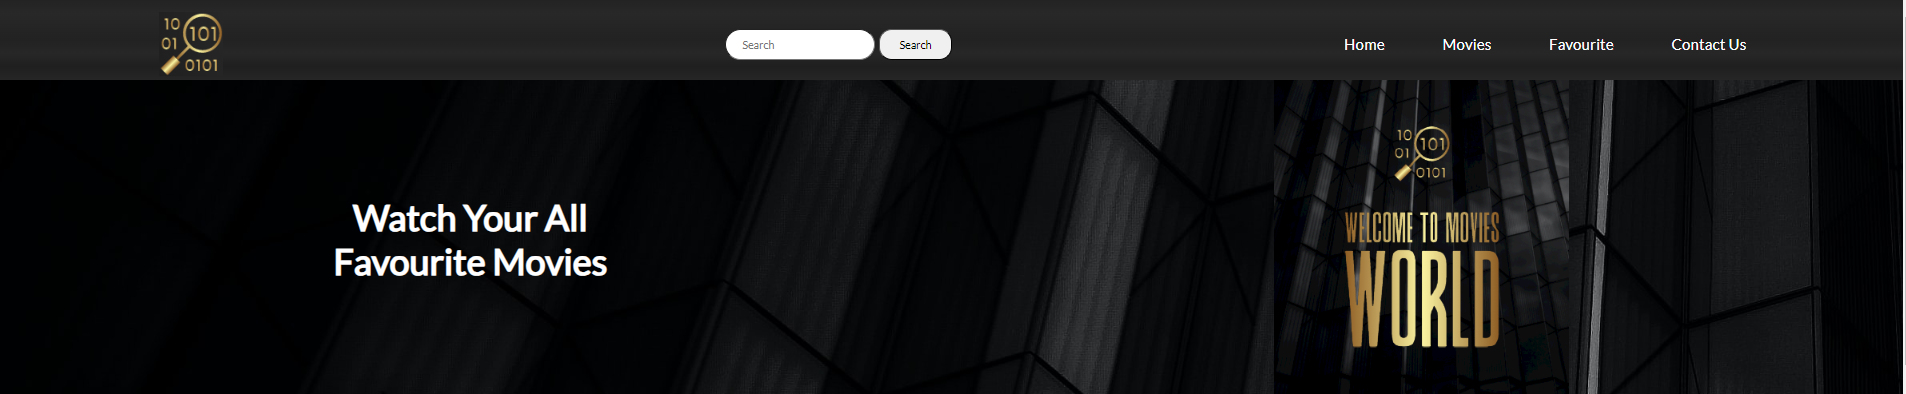 10
101
01
0101
Search
Search
Home
Movies
Favourite
Contact Us
Watch Your All
Favourite Movies
10
101
01
0101
WELCOME TO MOVIES
WORLD